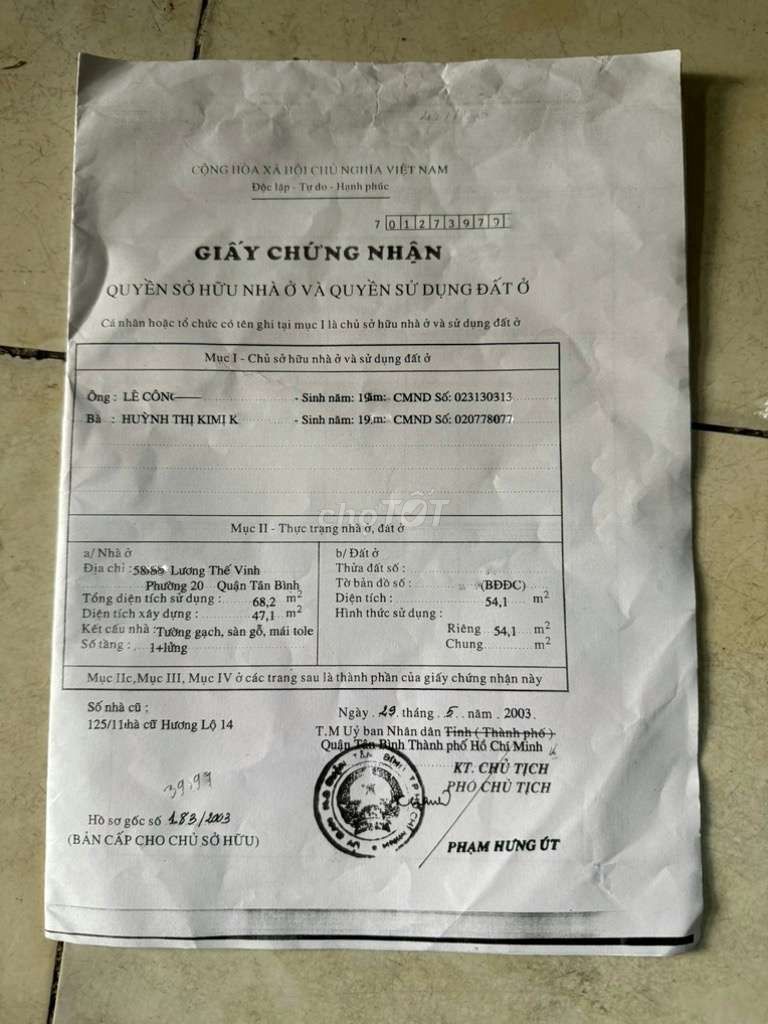 CỘNG HÒA XÃ HỘI CHỦ NGHĨA VIỆT NAM
Độc lập - Tự do - Hạnh phúc
7 0 1 2 7 3 9 7 7
GIẤY CHỨNG NHẬN
QUYỀN SỞ HỮU NHÀ Ở VÀ QUYỀN SỬ DỤNG ĐẤT Ở
Cá nhân hoặc tổ chức có tên ghi tại mục I là chủ sở hữu nhà ở và sử dụng đất ở
Mục I - Chủ sở hữu nhà ở và sử dụng đất ở
Ông : LÊ CÔN - Sinh năm: 19 CMND Số: 023130313
Bà : HUỲNH THỊ KIM K - Sinh năm: 19 CMND Số: 020778077
choTỐT
Mục II - Thực trạng nhà ở, đất ở
a/ Nhà ở
Địa chỉ : Lương Thế Vinh
Phường 20 Quận Tân Bình
Tổng diện tích sử dụng : 68,2 m2
Diện tích xây dựng : 47,1 m2
Kết cấu nhà : Tường gạch, sàn gỗ, mái tole
Số tầng : 1+lửng
b/ Đất ở
Thửa đất số :
Tờ bản đồ số : (BĐĐC)
Diện tích : 54,1 m2
Hình thức sử dụng :
Riêng 54,1 m2
Chung m2
Mục IIc, Mục III, Mục IV ở các trang sau là thành phần của giấy chứng nhận này
Số nhà cũ :
125/11 nhà cũ Hương Lộ 14
39.97
Hồ sơ gốc số 183/2003
(BẢN CẤP CHO CHỦ SỞ HỮU)
Ngày 29 tháng 5 năm 2003.
T.M Uỷ ban Nhân dân Tỉnh ( Thành phố )
Quận Tân Bình Thành phố Hồ Chí Minh
KT. CHỦ TỊCH
PHÓ CHỦ TỊCH
PHẠM HƯNG ÚT